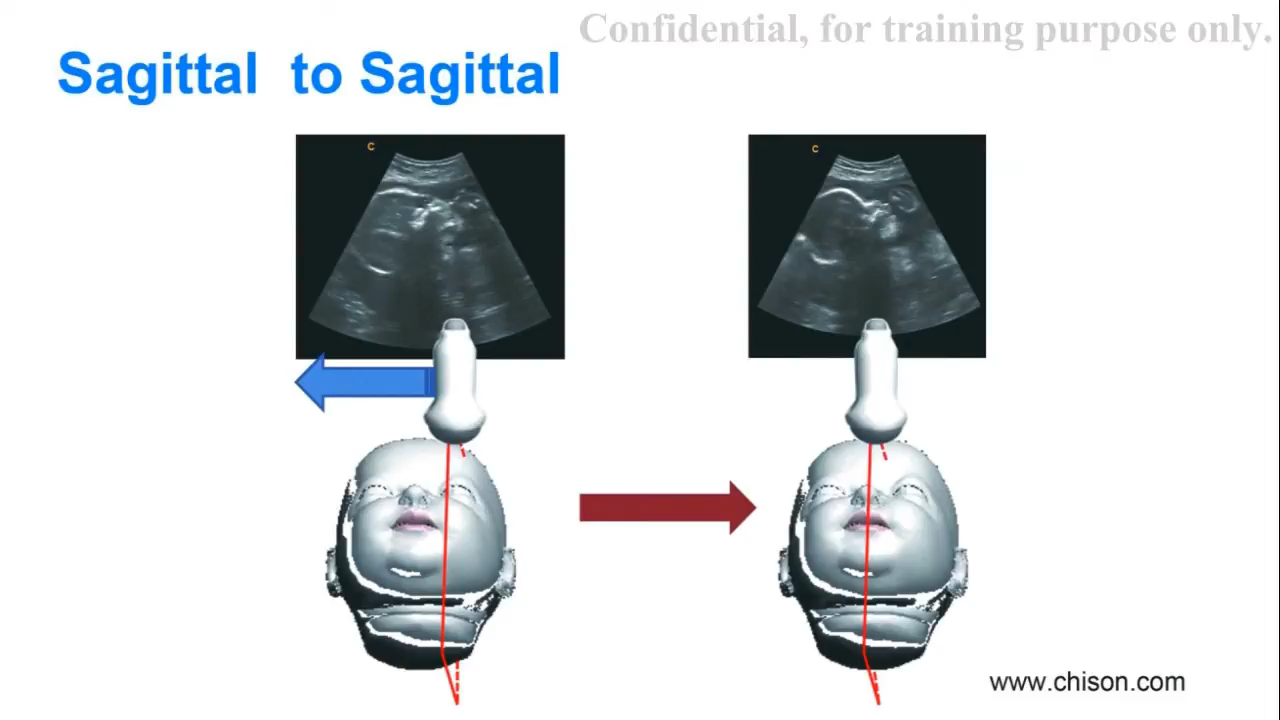 Confidential, for training purpose only.
Sagittal to Sagittal
C
C
www.chison.com